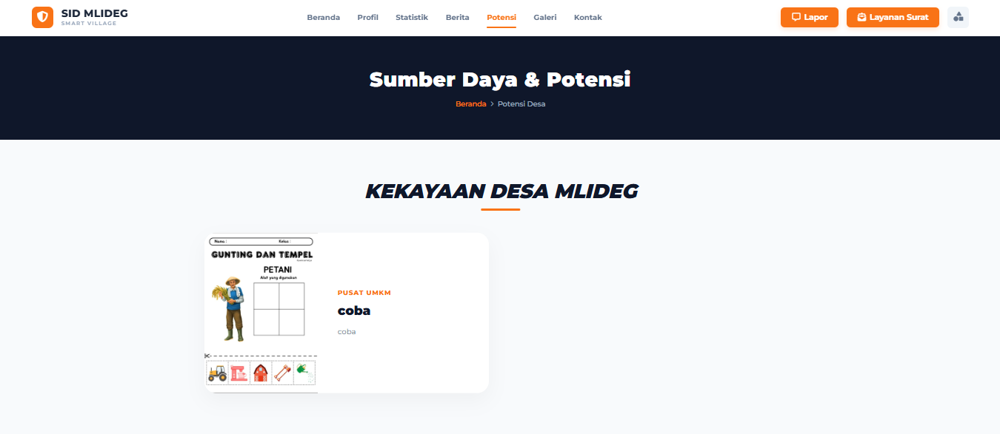 SID MLIDEG
SMART VILLAGE
Beranda Profil Statistik Berita Potensi Galeri Kontak
Lapor Layanan Surat
Sumber Daya & Potensi
Beranda > Potensi Desa
KEKAYAAN DESA MLIDEG
Nama : Kelas :
GUNTING DAN TEMPEL
PETANI
Alat yang digunakan
PUSAT UMKM
coba
coba